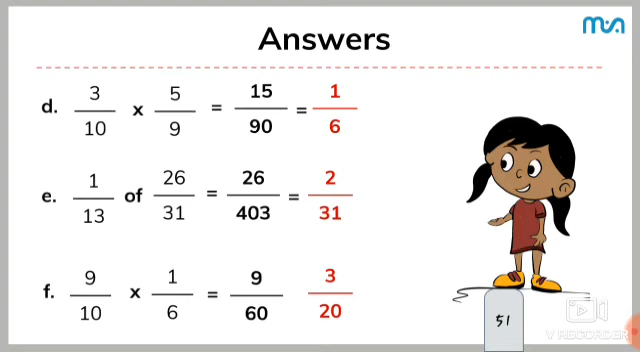 mia
Answers
d. 3/10 x 5/9 = 15/90 = 1/6
e. 1/13 of 26/31 = 26/403 = 2/31
f. 9/10 x 1/6 = 9/60 3/20
51
V RECORDER